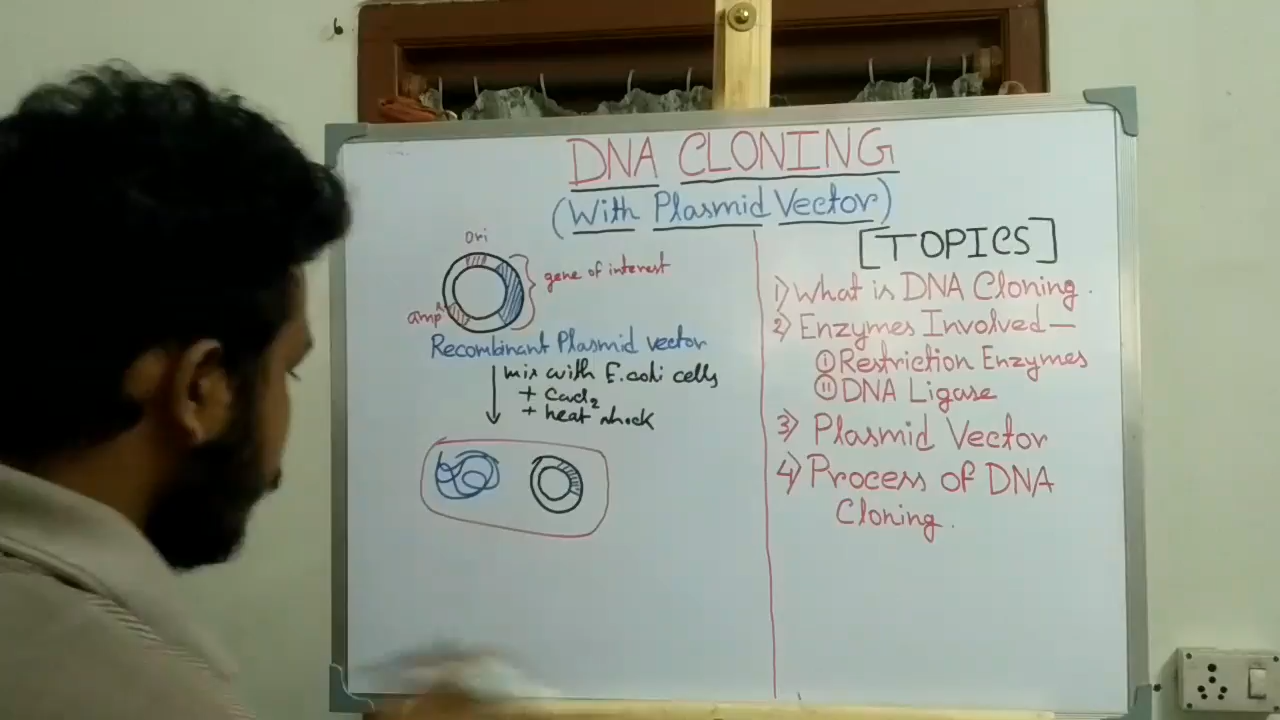 DNA CLONING
(With Plasmid Vector)
Ori
gene of interest
ampR
Recombinant Plasmid vector
mix with E.coli cells
+ CaCl2
+ heat shock
[TOPICS]
1) What is DNA Cloning.
2) Enzymes Involved—
(i) Restriction Enzymes
(ii) DNA Ligase
3) Plasmid Vector
4) Process of DNA
Cloning.